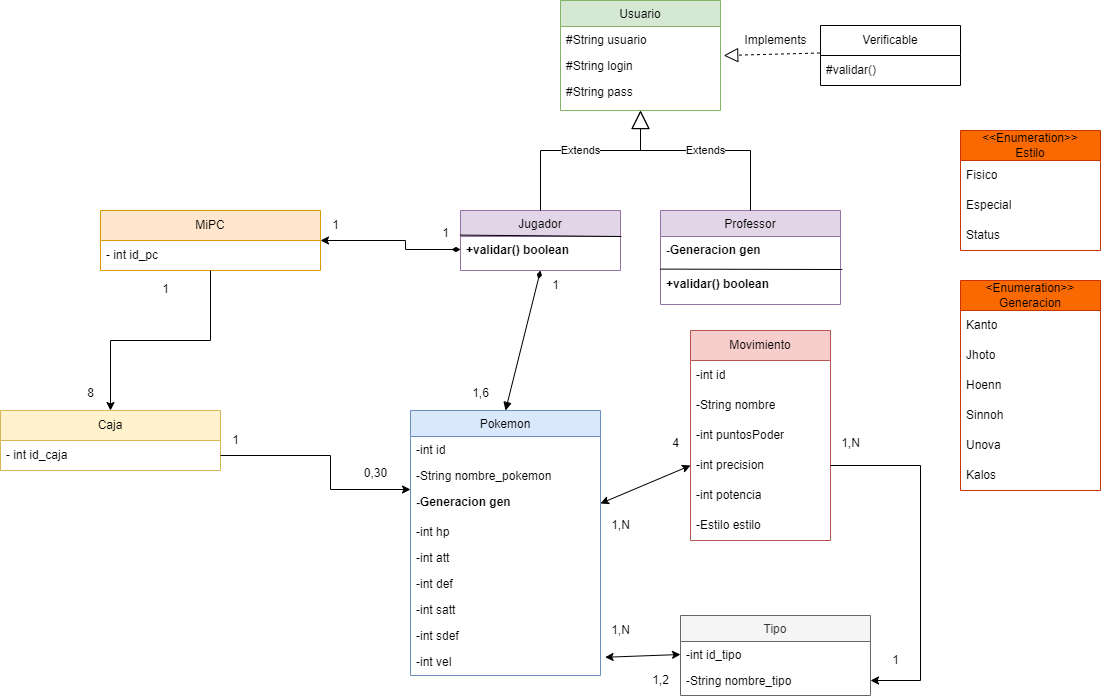 Usuario
#String usuario
#String login
#String pass
Implements
Verificable
#validar()
Extends
Extends
<<Enumeration>>
Estilo
Fisico
Especial
Status
MiPC
- int id_pc
1
1
Jugador
+validar() boolean
Professor
-Generacion gen
+validar() boolean
<Enumeration>>
Generacion
Kanto
Jhoto
Hoenn
Sinnoh
Unova
Kalos
1
8
1
1,6
Movimiento
-int id
-String nombre
-int puntosPoder
-int precision
-int potencia
-Estilo estilo
Caja
- int id_caja
1
0,30
Pokemon
-int id
-String nombre_pokemon
-Generacion gen
-int hp
-int att
-int def
-int satt
-int sdef
-int vel
4
1,N
1,N
1,N
1,2
Tipo
-int id_tipo
-String nombre_tipo
1